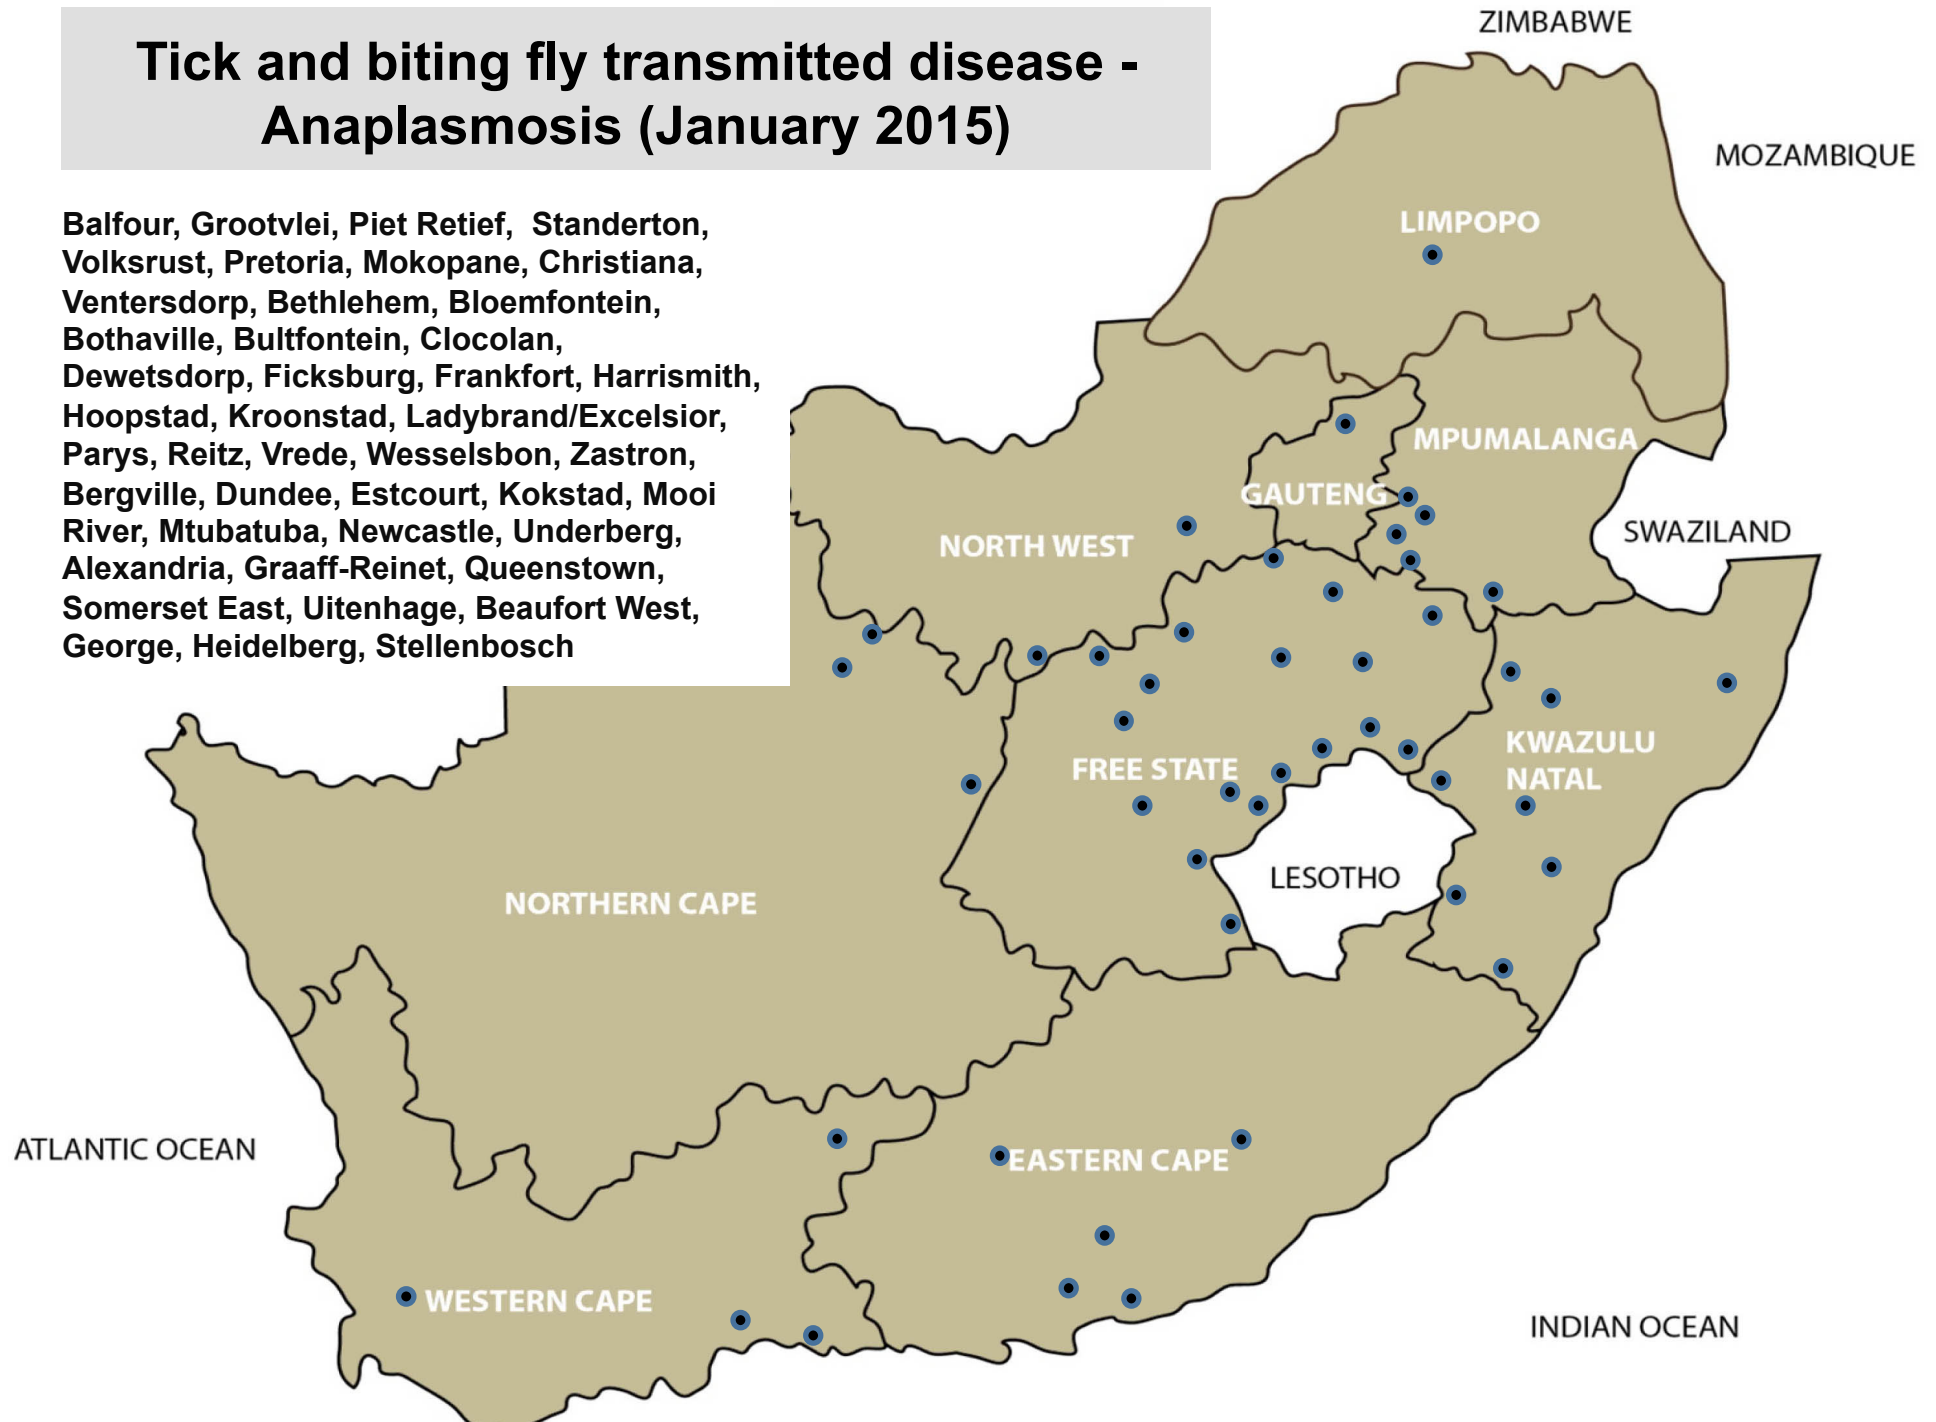 Tick and biting fly transmitted disease -
Anaplasmosis (January 2015)
Balfour, Grootvlei, Piet Retief, Standerton,
Volksrust, Pretoria, Mokopane, Christiana,
Ventersdorp, Bethlehem, Bloemfontein,
Bothaville, Bultfontein, Clocolan,
Dewetsdorp, Ficksburg, Frankfort, Harrismith,
Hoopstad, Kroonstad, Ladybrand/Excelsior,
Parys, Reitz, Vrede, Wesselsbon, Zastron,
Bergville, Dundee, Estcourt, Kokstad, Mooi
River, Mtubatuba, Newcastle, Underberg,
Alexandria, Graaff-Reinet, Queenstown,
Somerset East, Uitenhage, Beaufort West,
George, Heidelberg, Stellenbosch
ZIMBABWE
MOZAMBIQUE
LIMPOPO
MPUMALANGA
GAUTENG
NORTH WEST
SWAZILAND
KWAZULU
NATAL
FREE STATE
LESOTHO
NORTHERN CAPE
ATLANTIC OCEAN
EASTERN CAPE
WESTERN CAPE
INDIAN OCEAN